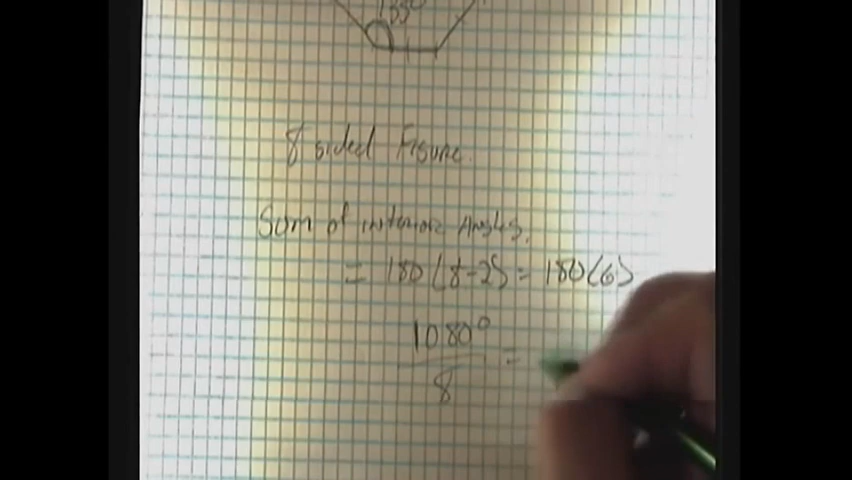 135°
8 sided Figure.
Sum of interior Angles.
= 180 (8-2) = 180(6)
1080°
8
=